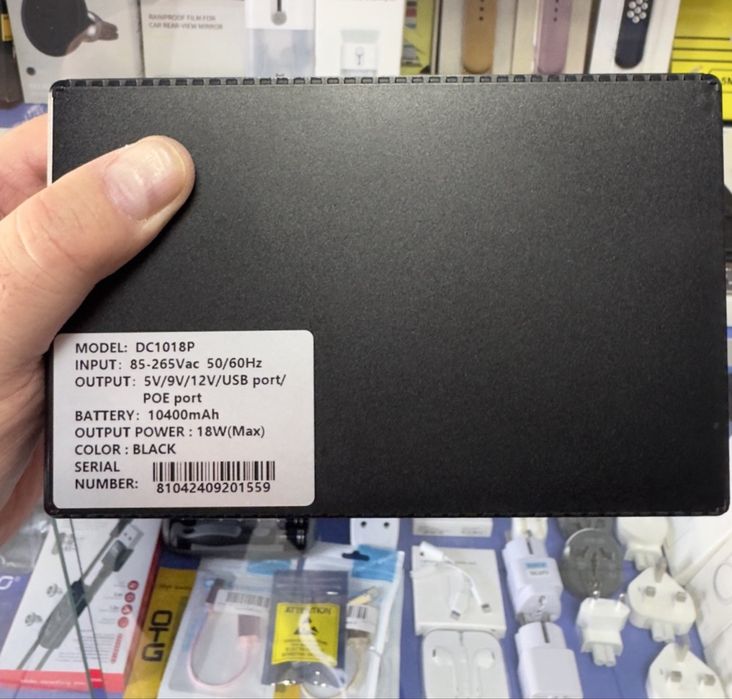 RAINPROOF FILM FOR
CAR REAR-VIEW MIRROR
MODEL: DC1018P
INPUT: 85-265Vac 50/60Hz
OUTPUT: 5V/9V/12V/USB port/
POE port
BATTERY: 10400mAh
OUTPUT POWER : 18W(Max)
COLOR : BLACK
SERIAL
NUMBER: 81042409201559
OTG
ATTENTION